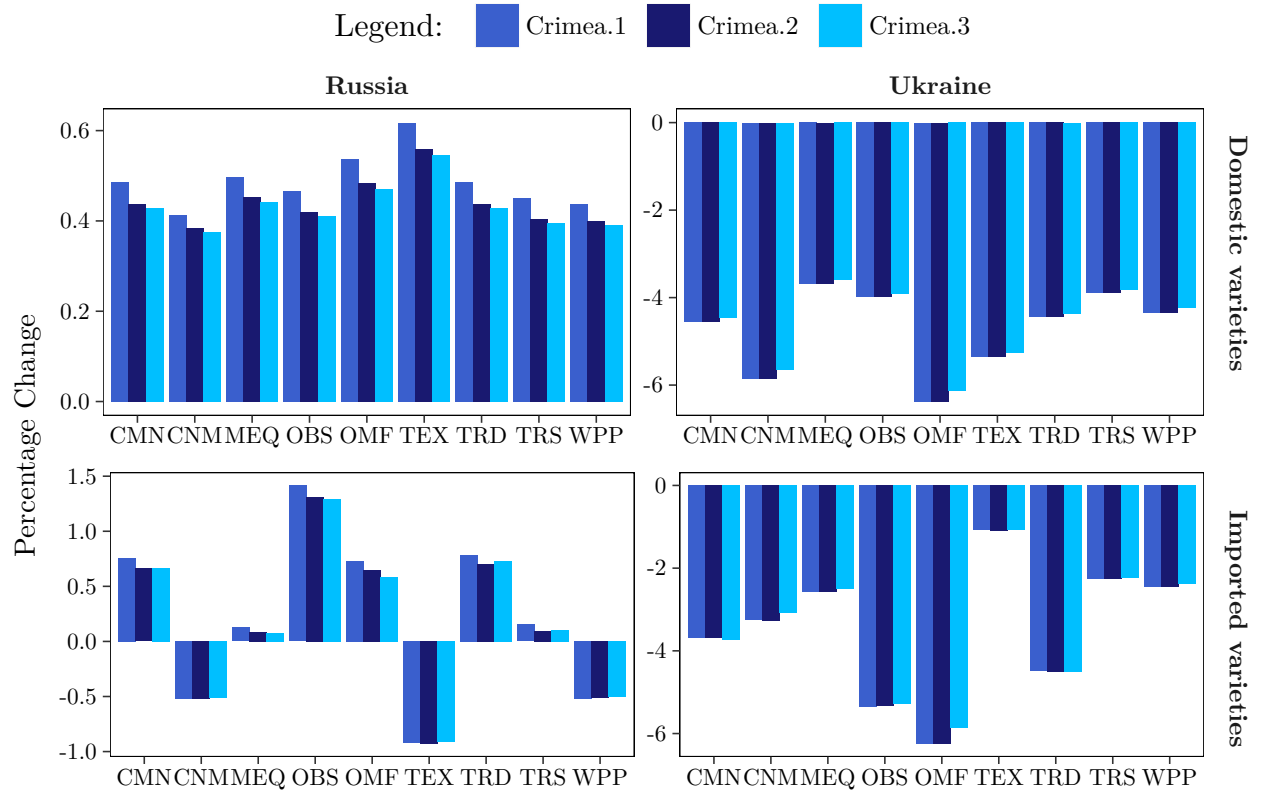 Legend: Crimea.1 Crimea.2 Crimea.3
Russia Ukraine
Percentage Change
0.6
0.4
0.2
0.0
CMN CNM MEQ OBS OMF TEX TRD TRS WPP
0
-2
-4
-6
CMN CNM MEQ OBS OMF TEX TRD TRS WPP
Domestic varieties
1.5
1.0
0.5
0.0
-0.5
-1.0
CMN CNM MEQ OBS OMF TEX TRD TRS WPP
0
-2
-4
-6
CMN CNM MEQ OBS OMF TEX TRD TRS WPP
Imported varieties